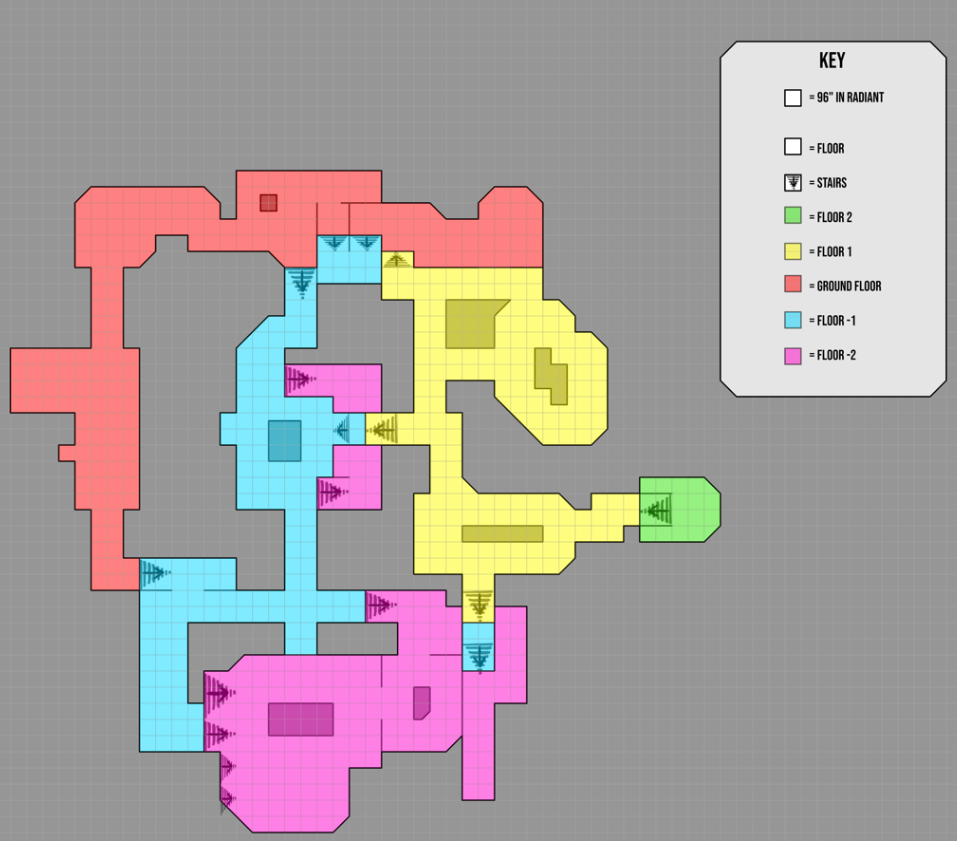 KEY
= 96" IN RADIANT
= FLOOR
= STAIRS
= FLOOR 2
= FLOOR 1
= GROUND FLOOR
= FLOOR -1
= FLOOR -2